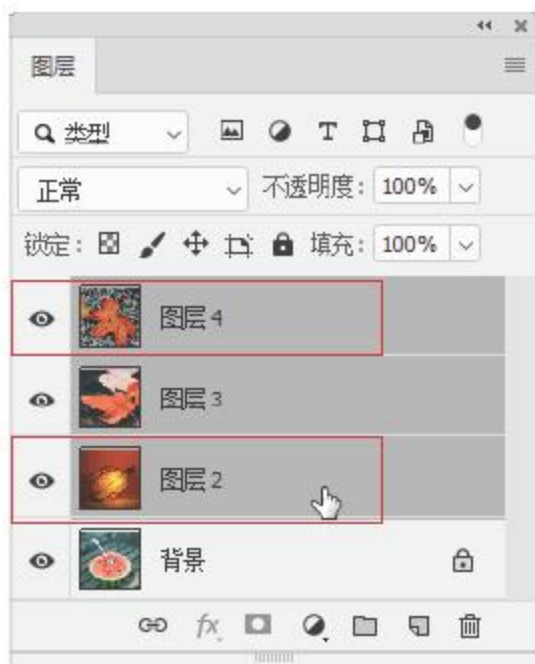 图层
类型
正常 不透明度: 100%
锁定: 填充: 100%
图层 4
图层 3
图层 2
背景
fx